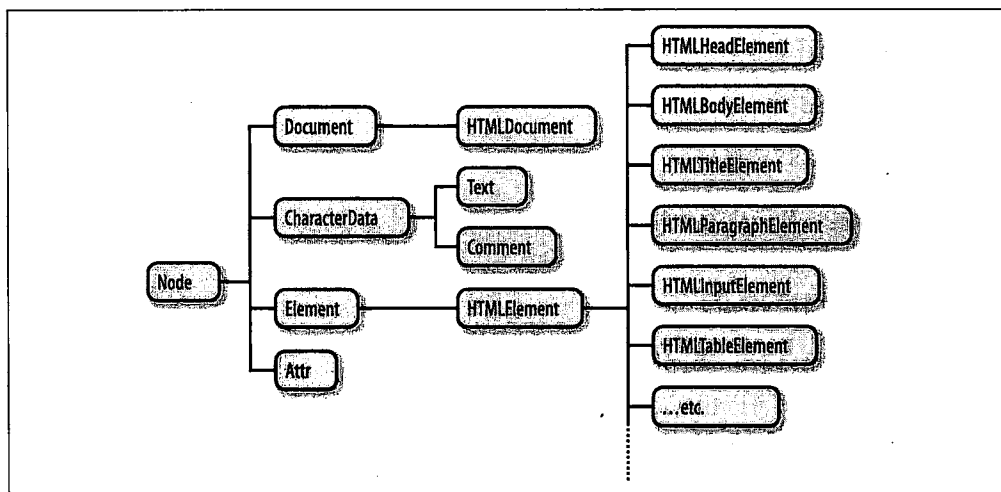 HTMLHeadElement
HTMLBodyElement
Document
HTMLDocument
HTMLTitleElement
Text
CharacterData
HTMLParagraphElement
Comment
Node
HTMLInputElement
Element
HTMLElement
HTMLTableElement
Attr
...etc.